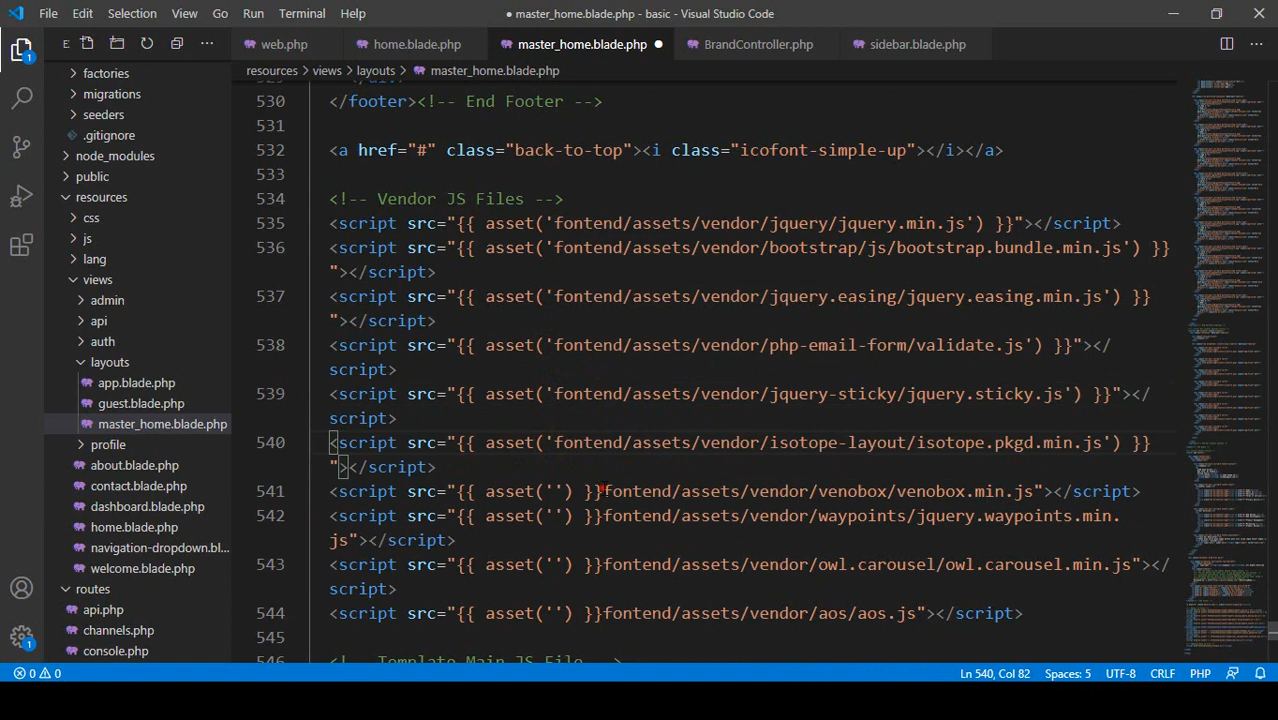 File Edit Selection View Go Run Terminal Help
● master_home.blade.php - basic - Visual Studio Code
E
web.php home.blade.php master_home.blade.php ● BrandController.php sidebar.blade.php
resources > views > layouts > master_home.blade.php
factories
migrations
seeders
.gitignore
node_modules
public
resources
css
js
lang
views
admin
api
auth
layouts
app.blade.php
guest.blade.php
master_home.blade.php
profile
about.blade.php
contact.blade.php
dashboard.blade.php
home.blade.php
navigation-dropdown.bl...
welcome.blade.php
routes
api.php
channels.php
console.php
1
1
530 </footer><!-- End Footer -->
531
532 <a href="#" class="back-to-top"><i class="icofont-simple-up"></i></a>
533
534 <!-- Vendor JS Files -->
535 <script src="{{ asset('fontend/assets/vendor/jquery/jquery.min.js') }}"></script>
536 <script src="{{ asset('fontend/assets/vendor/bootstrap/js/bootstrap.bundle.min.js') }}
"></script>
537 <script src="{{ asset('fontend/assets/vendor/jquery.easing/jquery.easing.min.js') }}
"></script>
538 <script src="{{ asset('fontend/assets/vendor/php-email-form/validate.js') }}"></
script>
539 <script src="{{ asset('fontend/assets/vendor/jquery-sticky/jquery.sticky.js') }}"></
script>
540 <script src="{{ asset('fontend/assets/vendor/isotope-layout/isotope.pkgd.min.js') }}
"></script>
541 <script src="{{ asset('') }}fontend/assets/vendor/venobox/venobox.min.js"></script>
542 <script src="{{ asset('') }}fontend/assets/vendor/waypoints/jquery.waypoints.min.
js"></script>
543 <script src="{{ asset('') }}fontend/assets/vendor/owl.carousel/owl.carousel.min.js"></
script>
544 <script src="{{ asset('') }}fontend/assets/vendor/aos/aos.js"></script>
545
546 <!-- Template Main JS File -->
0 0 Ln 540, Col 82 Spaces: 5 UTF-8 CRLF PHP